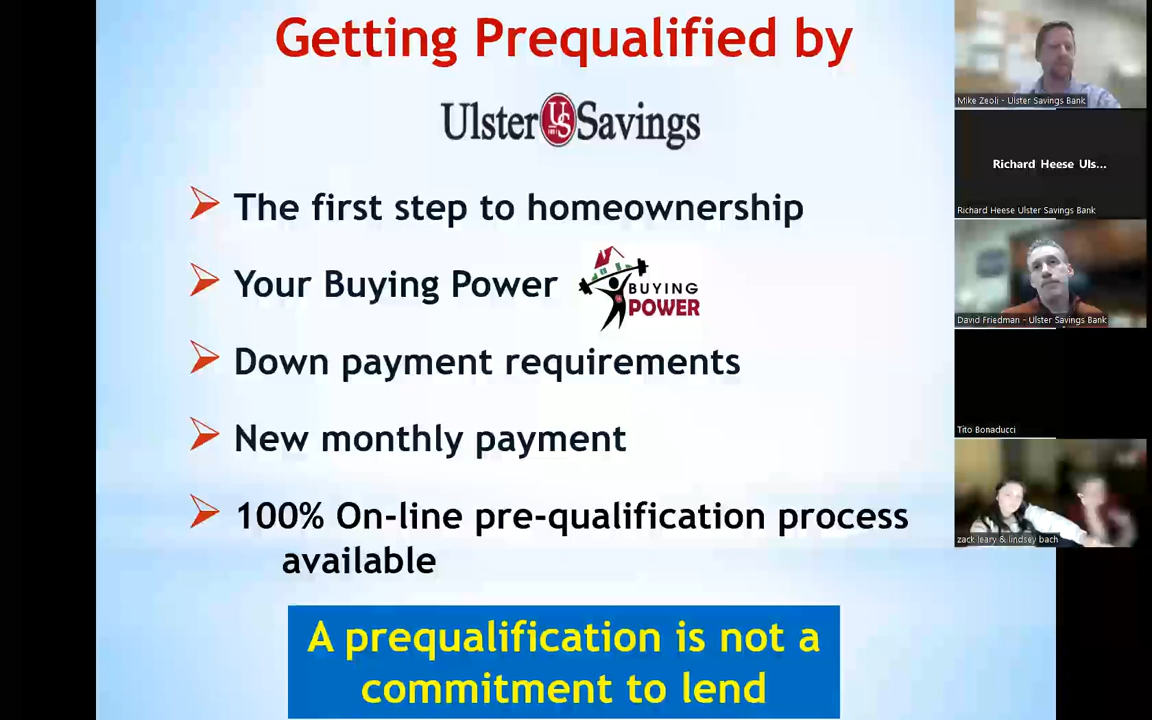 Getting Prequalified by
Ulster US Savings
The first step to homeownership
Your Buying Power
BUYING
POWER
Down payment requirements
New monthly payment
100% On-line pre-qualification process
available
A prequalification is not a
commitment to lend
Mike Zeoli - Ulster Savings Bank
Richard Heese Uls...
Richard Heese Ulster Savings Bank
David Friedman - Ulster Savings Bank
Tito Bonaducci
zack leary & lindsey bach